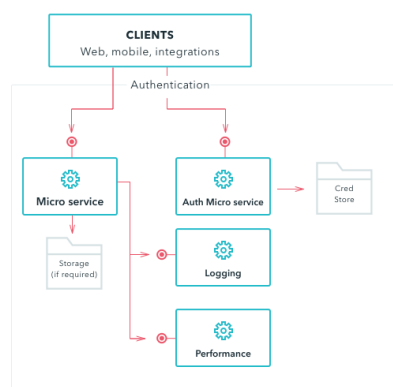 CLIENTS
Web, mobile, integrations
Authentication
Micro service
Auth Micro service
Cred
Store
Storage
(if required)
Logging
Performance